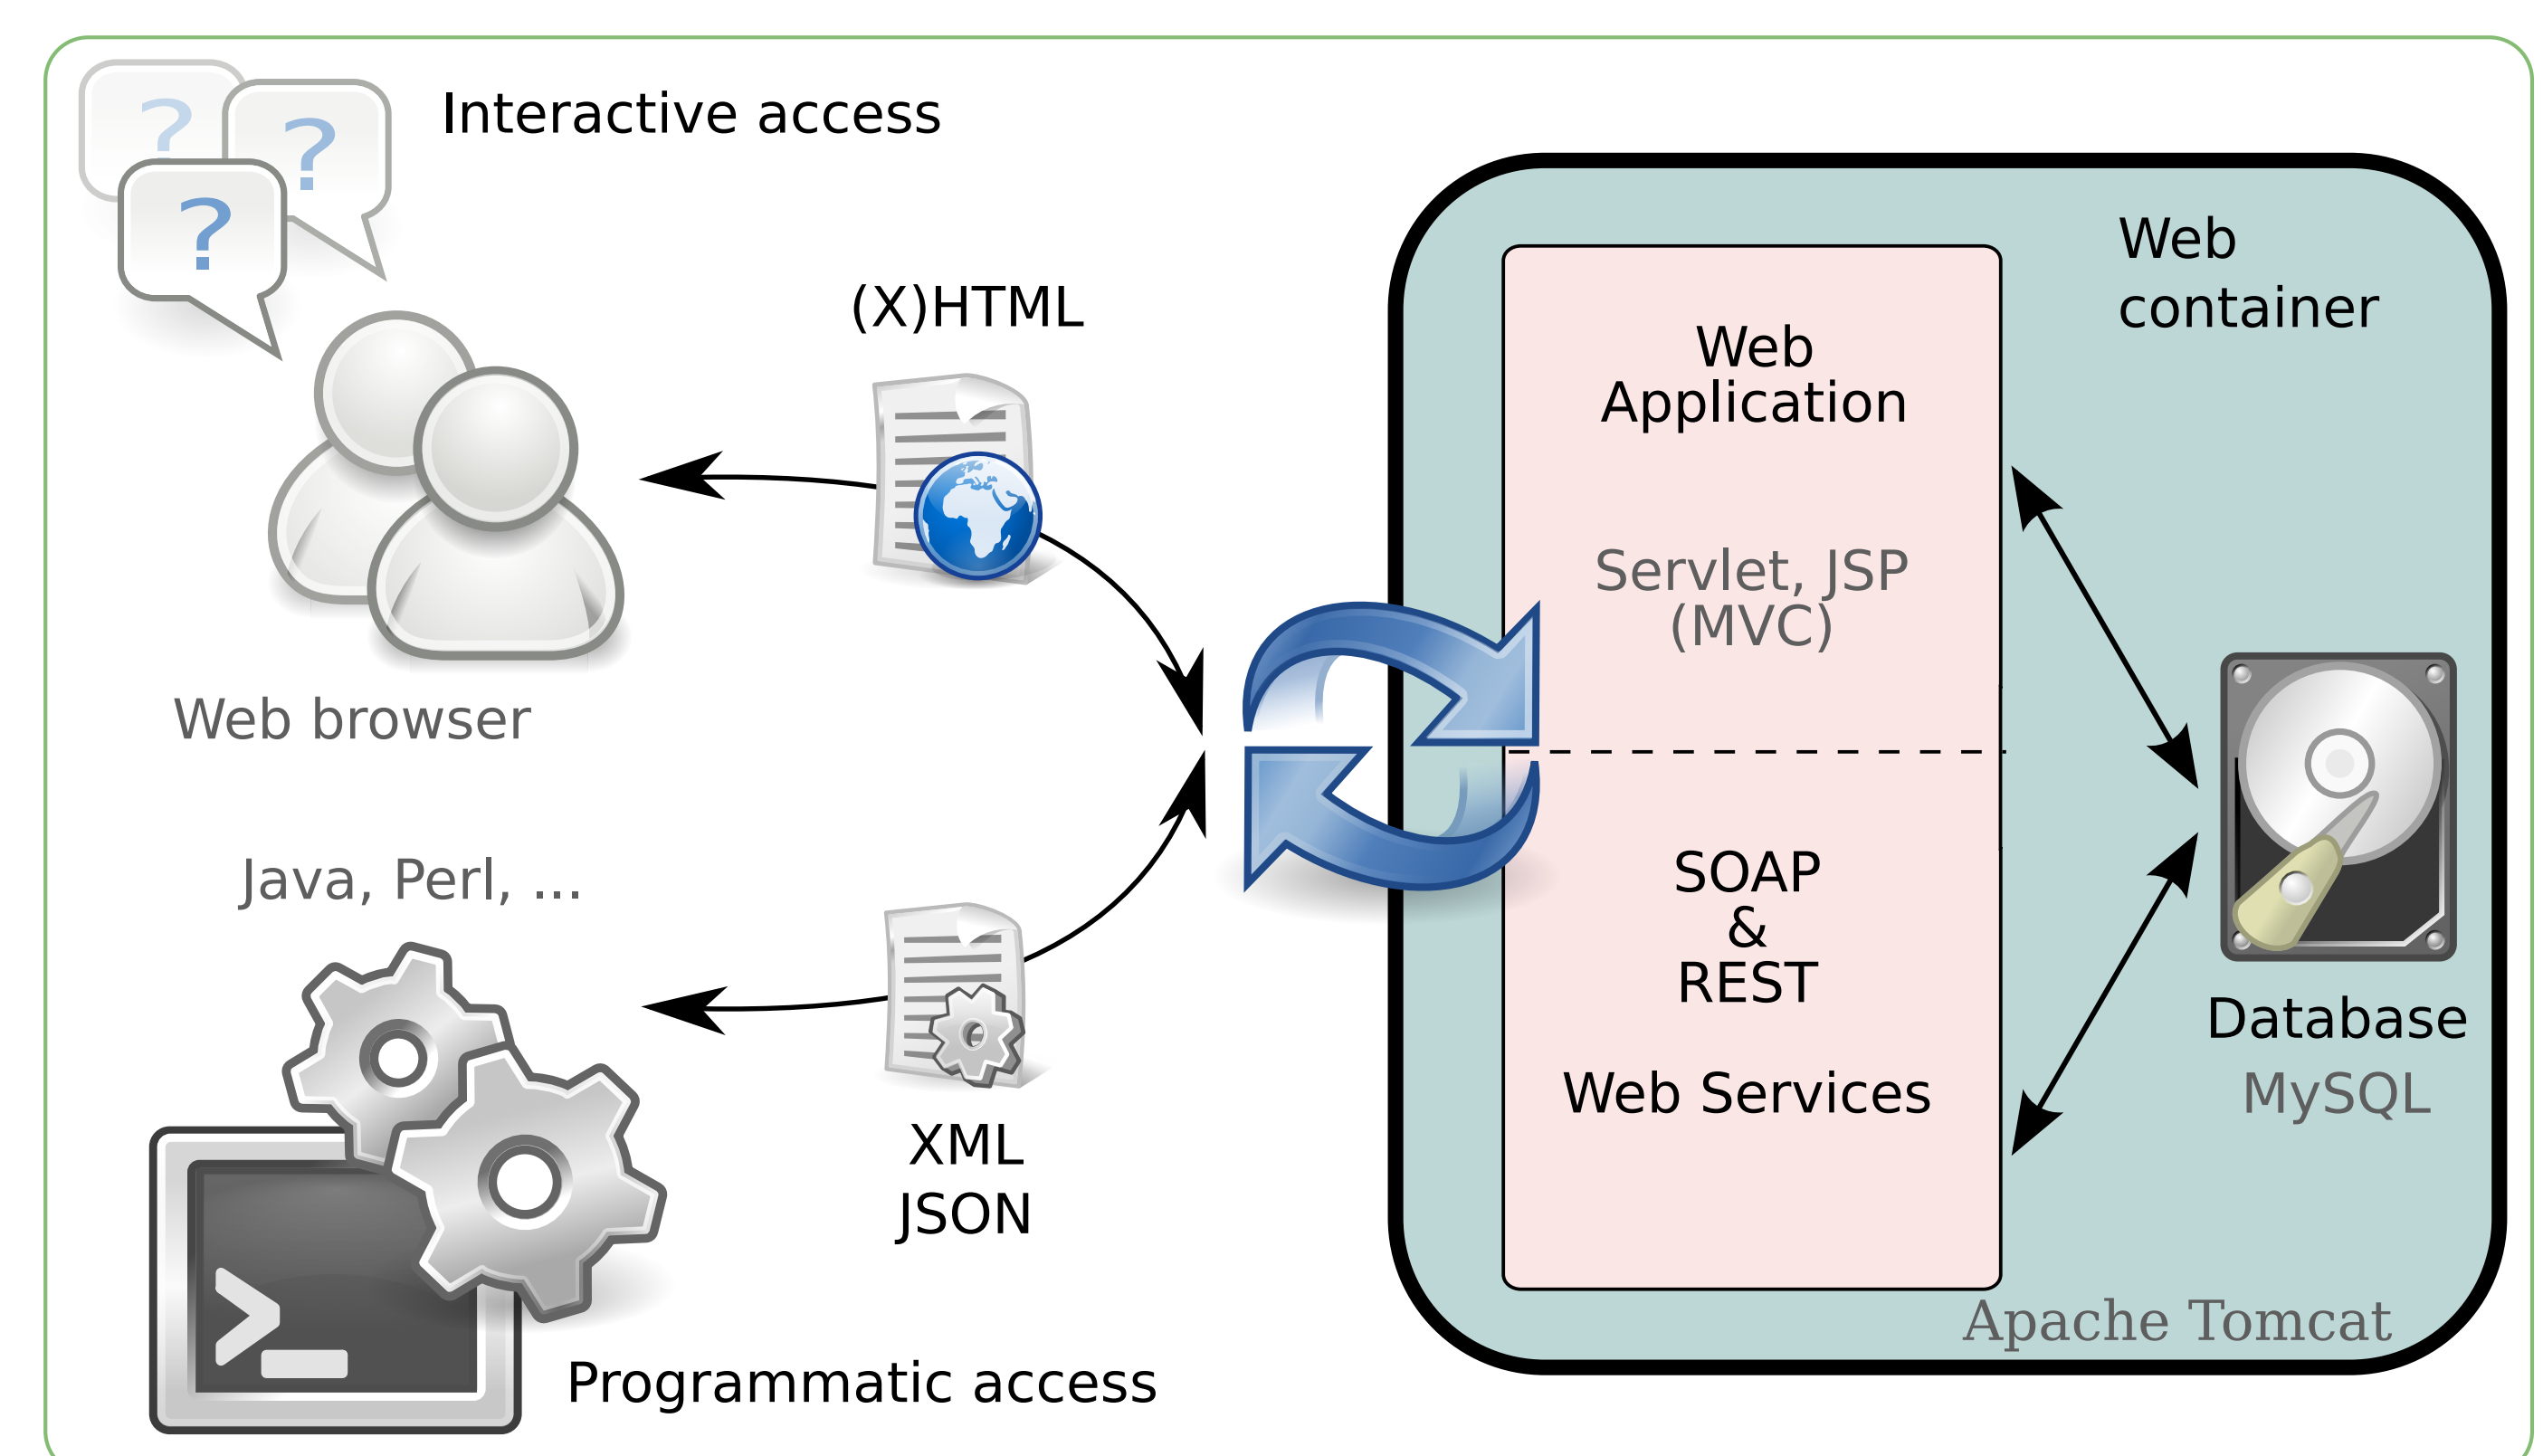 Interactive access
?
?
?
(X)HTML
Web browser
Java, Perl, ...
>_
XML
JSON
Programmatic access
Web
container
Web
Application
Servlet, JSP
(MVC)
SOAP
&
REST
Web Services
Database
MySQL
Apache Tomcat